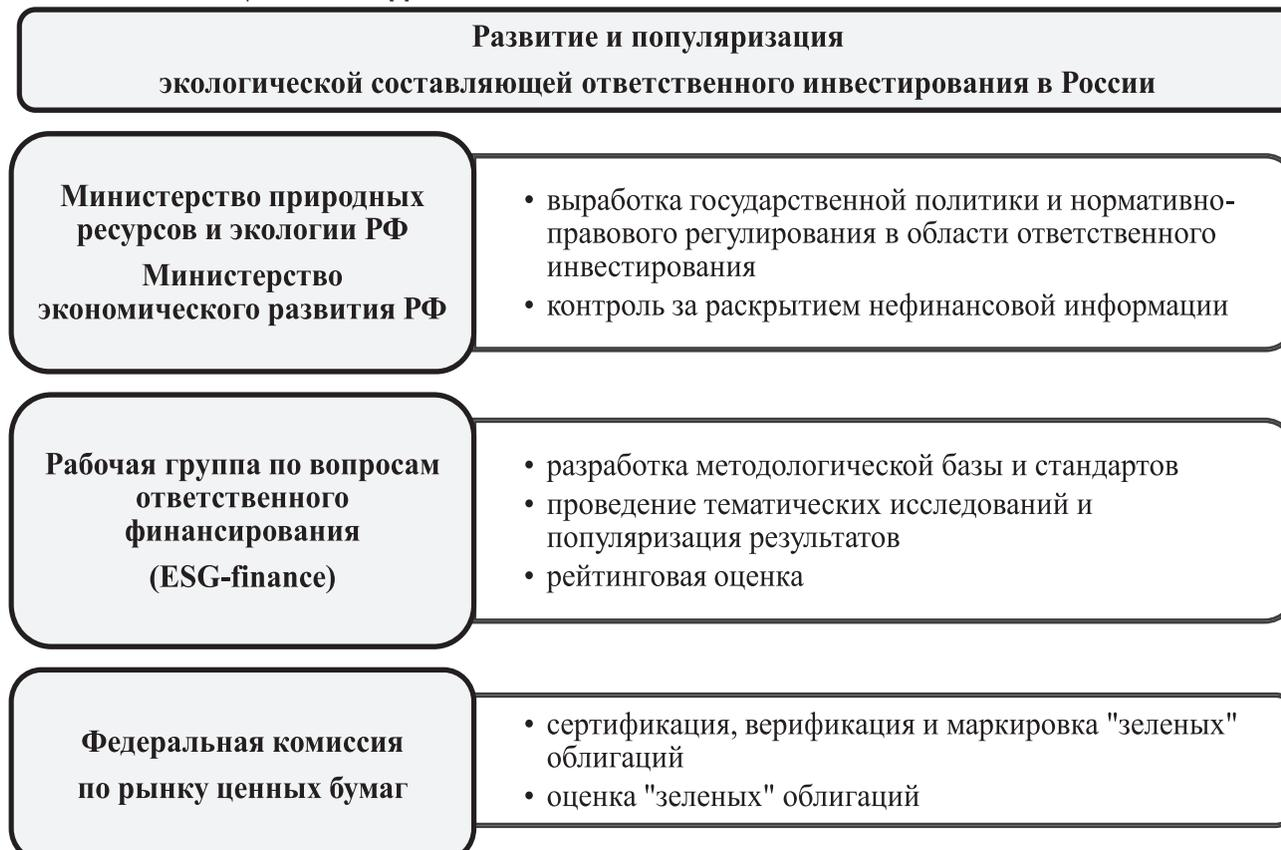 Развитие и популяризация
экологической составляющей ответственного инвестирования в России
Министерство природных
ресурсов и экологии РФ
Министерство
экономического развития РФ
• выработка государственной политики и нормативно-
правового регулирования в области ответственного
инвестирования
• контроль за раскрытием нефинансовой информации
Рабочая группа по вопросам
ответственного
финансирования
(ESG-finance)
• разработка методологической базы и стандартов
• проведение тематических исследований и
популяризация результатов
• рейтинговая оценка
Федеральная комиссия
по рынку ценных бумаг
• сертификация, верификация и маркировка "зеленых"
облигаций
• оценка "зеленых" облигаций